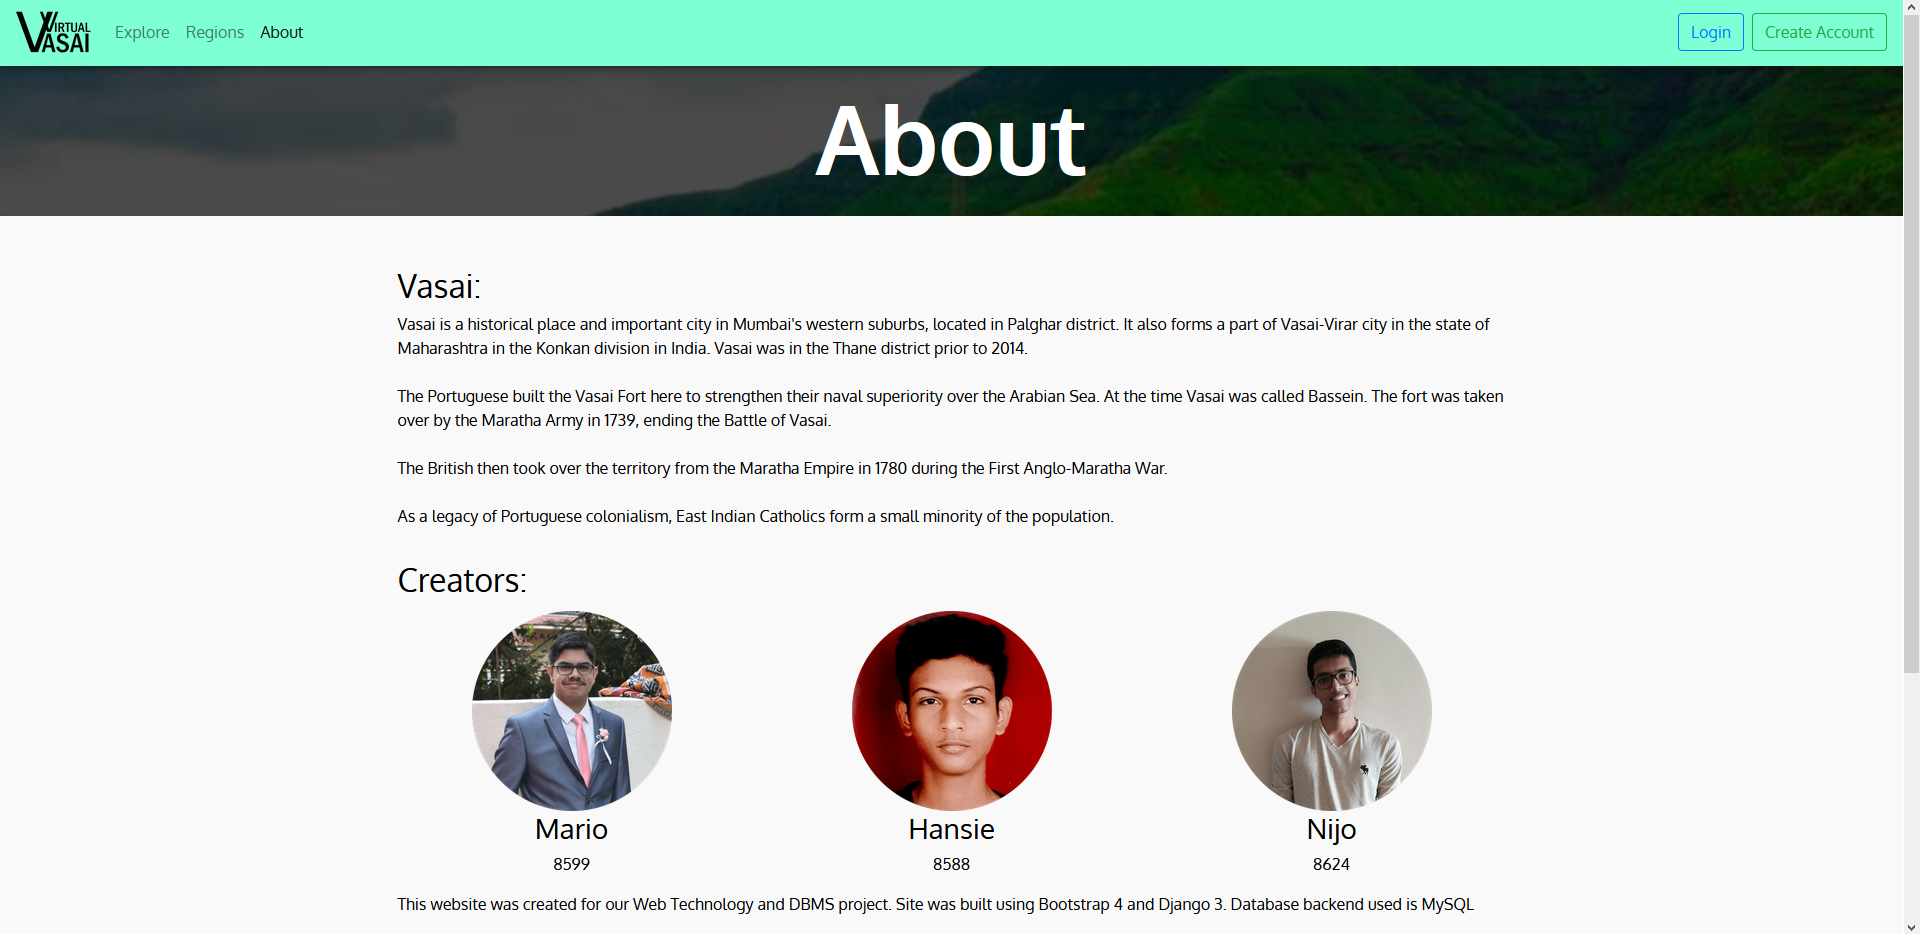 VIRTUAL
VASAI
Explore
Regions
About
Login
Create Account
About
Vasai:
Vasai is a historical place and important city in Mumbai's western suburbs, located in Palghar district. It also forms a part of Vasai-Virar city in the state of
Maharashtra in the Konkan division in India. Vasai was in the Thane district prior to 2014.
The Portuguese built the Vasai Fort here to strengthen their naval superiority over the Arabian Sea. At the time Vasai was called Bassein. The fort was taken
over by the Maratha Army in 1739, ending the Battle of Vasai.
The British then took over the territory from the Maratha Empire in 1780 during the First Anglo-Maratha War.
As a legacy of Portuguese colonialism, East Indian Catholics form a small minority of the population.
Creators:
Mario
Hansie
Nijo
8599
8588
8624
This website was created for our Web Technology and DBMS project. Site was built using Bootstrap 4 and Django 3. Database backend used is MySQL